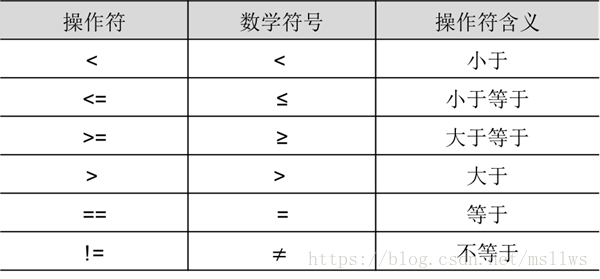 操作符 数学符号 操作符含义
< < 小于
<= ≤ 小于等于
>= ≥ 大于等于
> > 大于
== = 等于
!= ≠ 不等于
https://blog.csdn.net/msllws